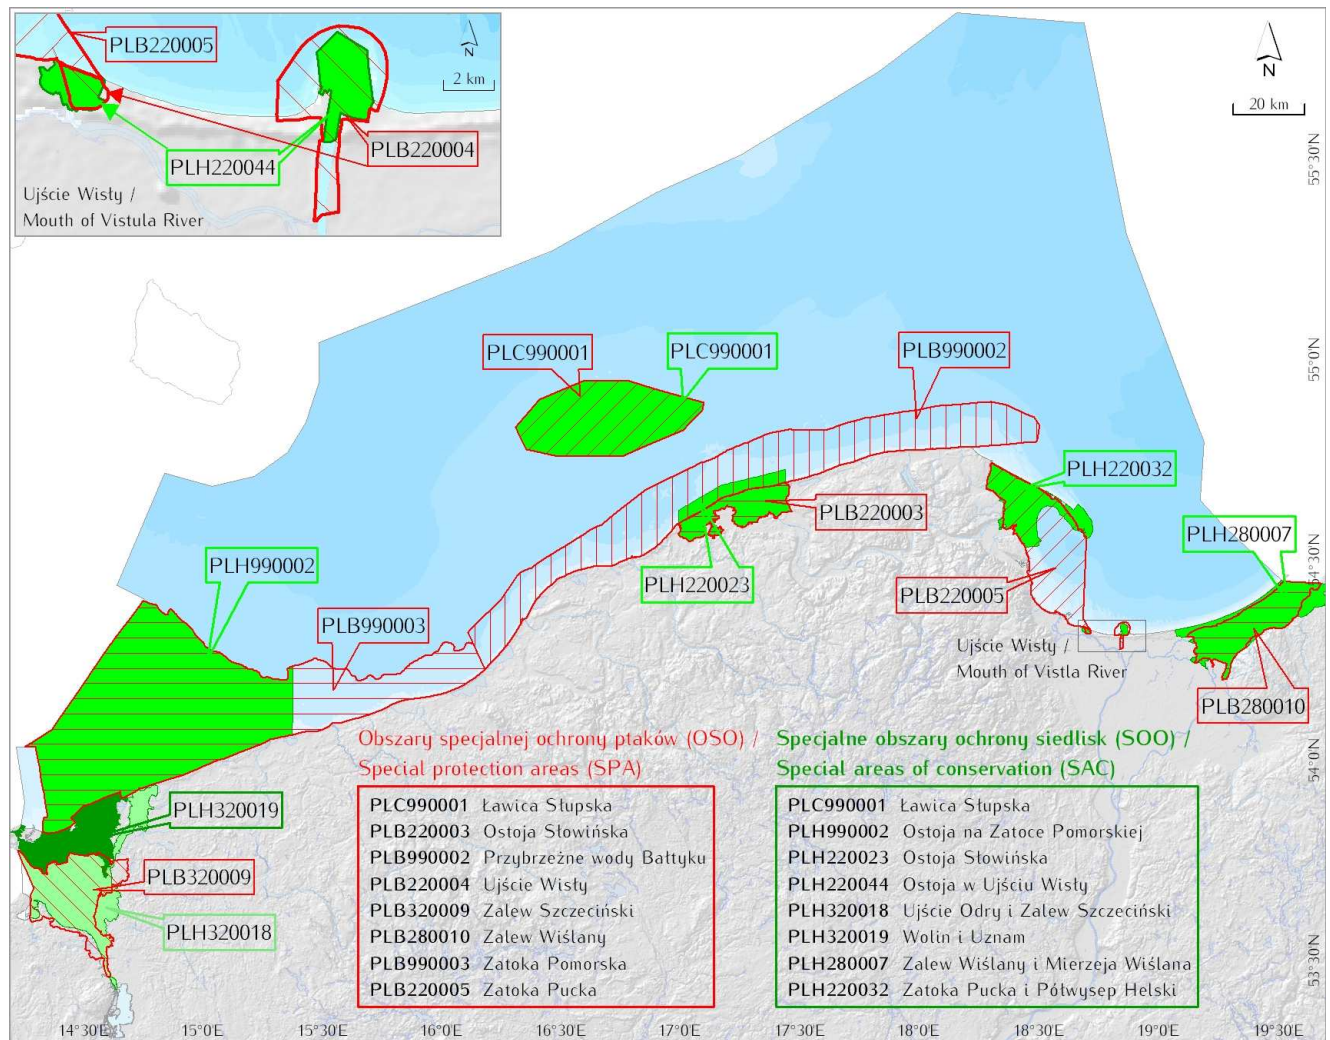 PLB220005
N
2 km
PLH220044
PLB220004
Ujście Wisły /
Mouth of Vistula River
N
20 km
55°30'N
PLC990001
PLC990001
PLB990002
55°0'N
PLH220032
PLB220003
PLH280007
54°30'N
PLH990002
PLH220023
PLB220005
PLB990003
Ujście Wisły /
Mouth of Vistla River
PLB280010
54°0'N
PLH320019
PLB320009
PLH320018
53°30'N
Obszary specjalnej ochrony ptaków (OSO) /
Special protection areas (SPA)
PLC990001 Ławica Słupska
PLB220003 Ostoja Słowińska
PLB990002 Przybrzeżne wody Bałtyku
PLB220004 Ujście Wisły
PLB320009 Zalew Szczeciński
PLB280010 Zalew Wiślany
PLB990003 Zatoka Pomorska
PLB220005 Zatoka Pucka
Specjalne obszary ochrony siedlisk (SOO) /
Special areas of conservation (SAC)
PLC990001 Ławica Słupska
PLH990002 Ostoja na Zatoce Pomorskiej
PLH220023 Ostoja Słowińska
PLH220044 Ostoja w Ujściu Wisły
PLH320018 Ujście Odry i Zalew Szczeciński
PLH320019 Wolin i Uznam
PLH280007 Zalew Wiślany i Mierzeja Wiślana
PLH220032 Zatoka Pucka i Półwysep Helski
14°30'E 15°0'E 15°30'E 16°0'E 16°30'E 17°0'E 17°30'E 18°0'E 18°30'E 19°0'E 19°30'E